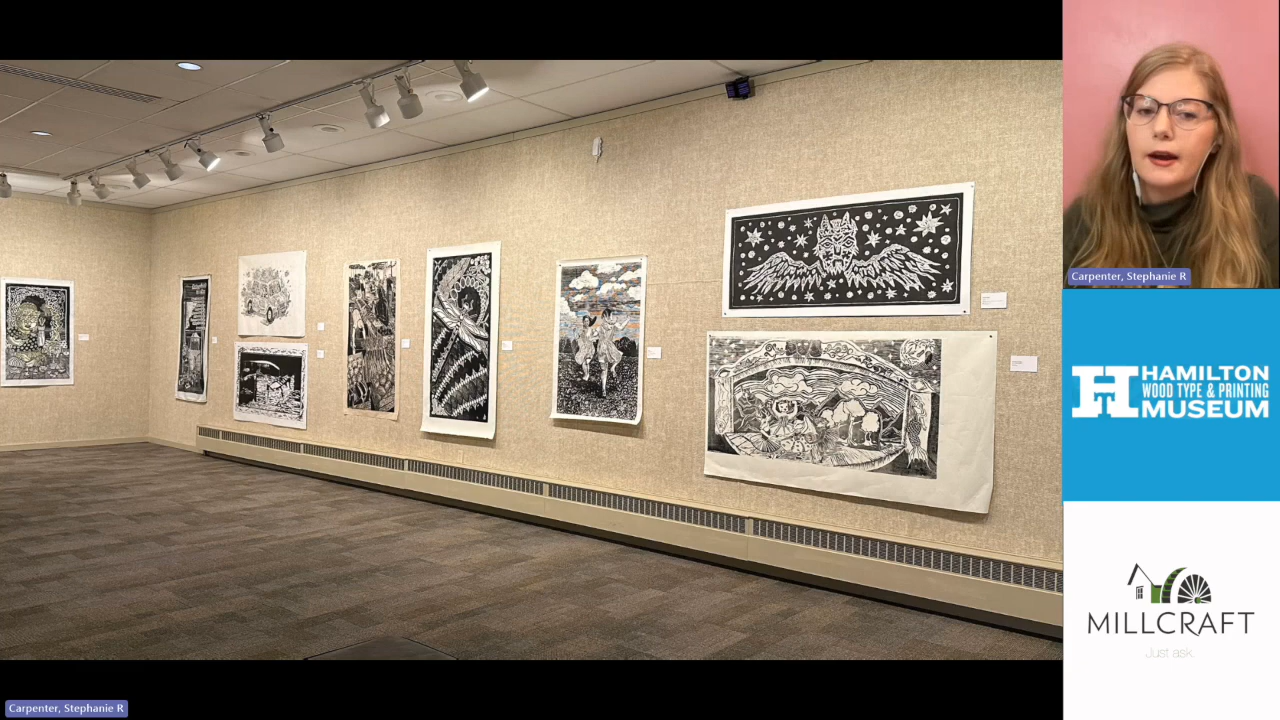 Carpenter, Stephanie R
HAMILTON
WOOD TYPE & PRINTING
MUSEUM
MILLCRAFT
Just ask.
Carpenter, Stephanie R